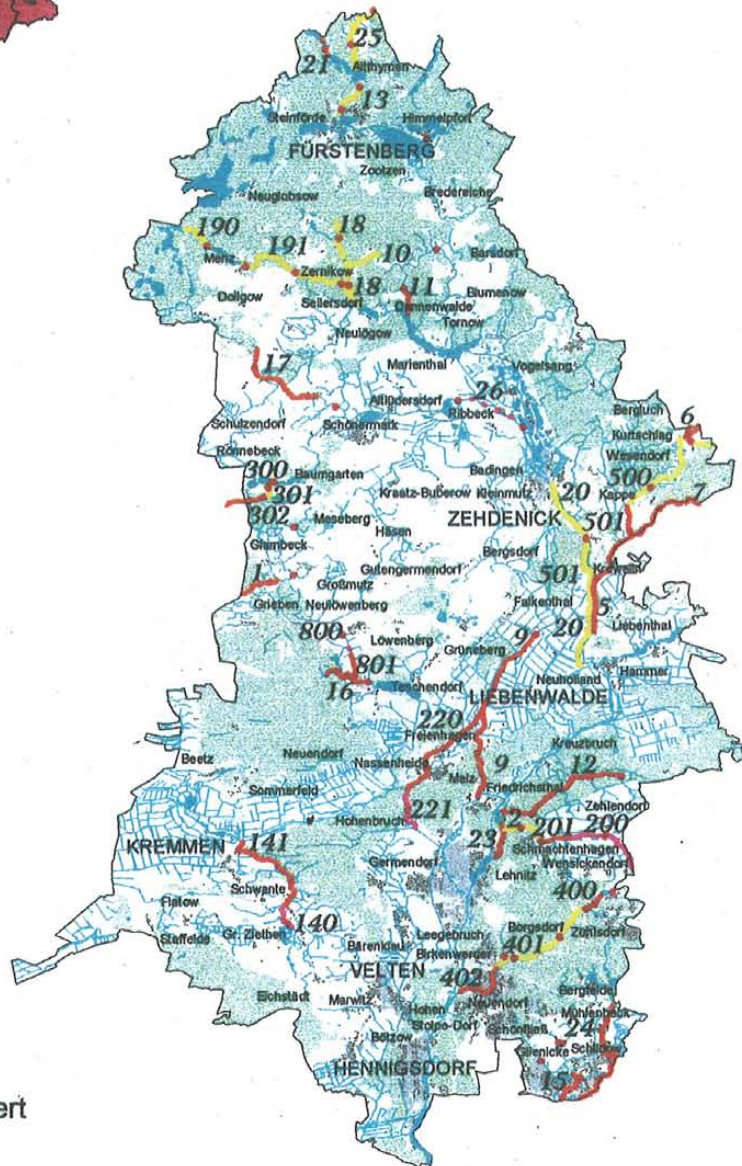 25
21
Altthymen
13
Steinförde
Himmelpfort
FÜRSTENBERG
Zootzen
Neuglobsow
Bredereiche
190
18
191
10
Menz
Zernikow
Barsdorf
Dollgow
18
11
Blumenow
Sellersdorf
Dannenwalde
Tornow
Neulögow
Marienthal
Vogelsang
17
26
Altlüdersdorf
Ribbeck
Bergluch
6
Schulzendorf
Schönermark
Kurtschlag
Rönnebeck
Wesendorf
300
Baumgarten
Badingen
500
301
Kraatz-Buberow
Kleinmutz
20
Kappe
7
302
Meseberg
ZEHDENICK
501
Häsen
Glambeck
Bergsdorf
1
Gutengermendorf
501
Krewelin
Großmutz
Grieben
Neulöwenberg
Falkenthal
5
800
9
20
Liebenthal
Löwenberg
Grüneberg
801
Hammer
16
Teschendorf
Neuholland
LIEBENWALDE
220
Freienhagen
Kreuzbruch
Beetz
Neuendorf
Nassenheide
9
12
Malz
Friedrichsthal
Sommerfeld
Zehlendorf
Hohenbruch
221
2
201
200
KREMMEN
141
23
Schmachtenhagen
Germendorf
Wensickendorf
Lehnitz
Schwante
400
Flatow
140
Leegebruch
Borgsdorf
Zühlsdorf
Staffelde
Gr. Ziethen
Bärenklau
Birkenwerder
401
VELTEN
402
Bergfelde
Eichstädt
Marwitz
Hohen
Neuendorf
Mühlenbeck
Stolpe-Dorf
Schönfließ
24
Bötzow
Glienicke
Schildow
HENNIGSDORF
15
ert